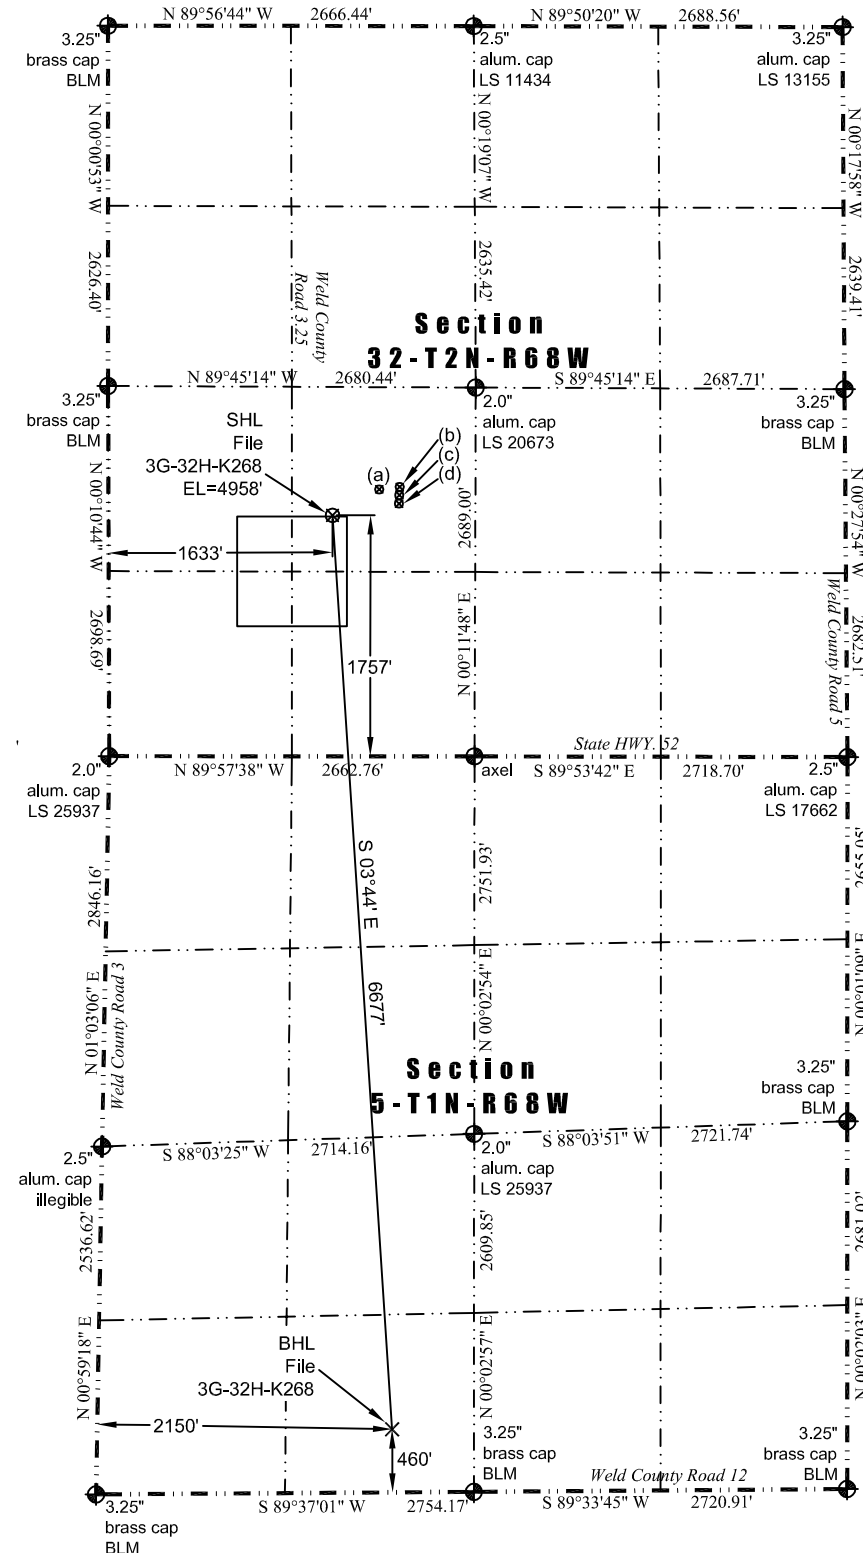 N 89°56'44" W 2666.44'
N 89°50'20" W 2688.56'
3.25"
brass cap
BLM
2.5"
alum. cap
LS 11434
3.25"
alum. cap
LS 13155
N 00°00'53" W
2626.40'
N 00°19'07" W
2635.42'
N 00°17'58" W
2639.41'
Weld County
Road 3.25
Section
32-T2N-R68W
N 89°45'14" W 2680.44'
S 89°45'14" E 2687.71'
3.25"
brass cap
BLM
2.0"
alum. cap
LS 20673
3.25"
brass cap
BLM
SHL
File
3G-32H-K268
EL=4958'
(a)
(b)
(c)
(d)
N 00°10'44" W
2698.69'
2689.00'
N 00°11'48" E
N 00°27'54" W
2682.51'
Weld County Road 5
1633'
1757'
State HWY. 52
N 89°57'38" W 2662.76'
S 89°53'42" E 2718.70'
2.0"
alum. cap
LS 25937
axel
2.5"
alum. cap
LS 17662
S 03°44' E 6677'
2846.16'
N 01°03'06" E
Weld County Road 3
2751.93'
N 00°02'54" E
Section
5-T1N-R68W
3.25"
brass cap
BLM
S 88°03'25" W 2714.16'
S 88°03'51" W 2721.74'
2.5"
alum. cap
illegible
2.0"
alum. cap
LS 25937
2536.62'
N 00°59'18" E
2609.85'
N 00°02'57" E
BHL
File
3G-32H-K268
2150'
460'
3.25"
brass cap
BLM
3.25"
brass cap
BLM
3.25"
brass cap
BLM
Weld County Road 12
S 89°37'01" W 2754.17'
S 89°33'45" W 2720.91'